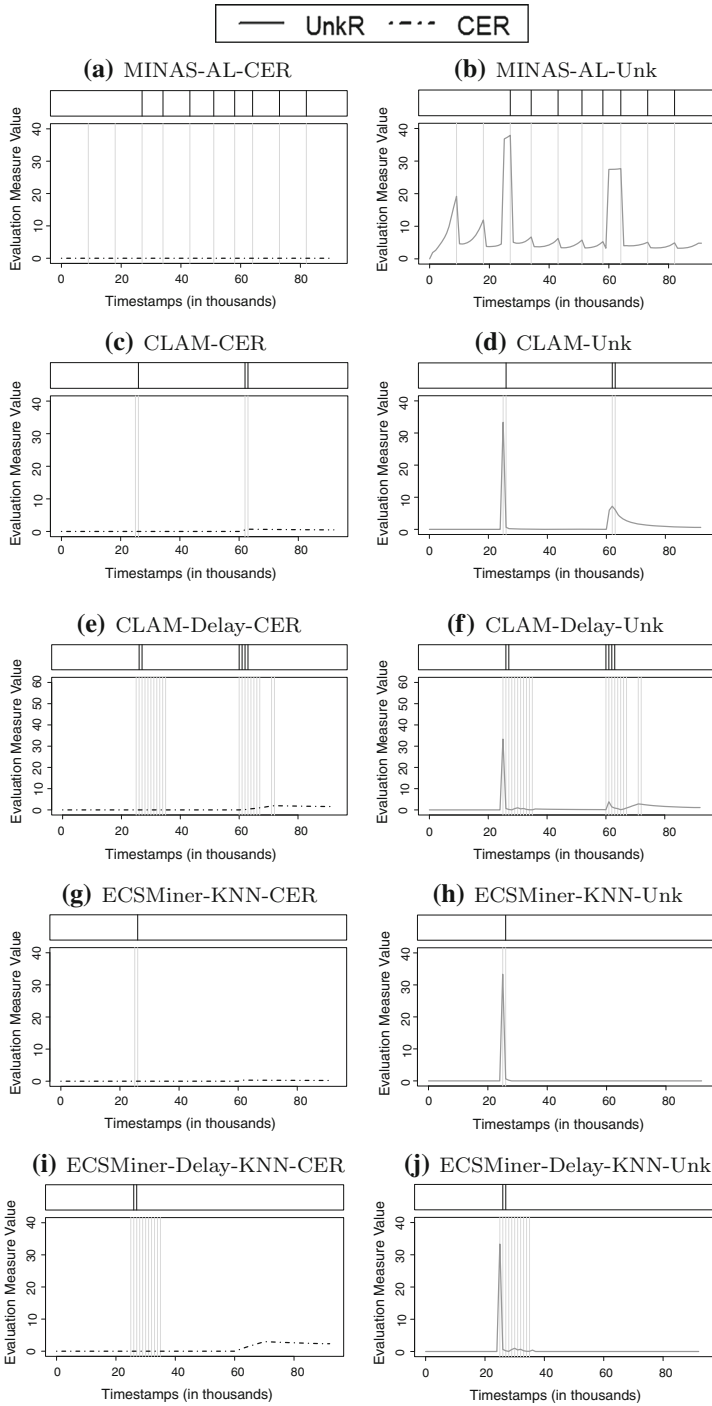 UnkR CER
(a) MINAS-AL-CER
(b) MINAS-AL-Unk
Evaluation Measure Value
0 10 20 30 40
0 20 40 60 80
Timestamps (in thousands)
Evaluation Measure Value
0 10 20 30 40
0 20 40 60 80
Timestamps (in thousands)
(c) CLAM-CER
(d) CLAM-Unk
Evaluation Measure Value
0 10 20 30 40
0 20 40 60 80
Timestamps (in thousands)
Evaluation Measure Value
0 10 20 30 40
0 20 40 60 80
Timestamps (in thousands)
(e) CLAM-Delay-CER
(f) CLAM-Delay-Unk
Evaluation Measure Value
0 10 20 30 40 50 60
0 20 40 60 80
Timestamps (in thousands)
Evaluation Measure Value
0 10 20 30 40 50 60
0 20 40 60 80
Timestamps (in thousands)
(g) ECSMiner-KNN-CER
(h) ECSMiner-KNN-Unk
Evaluation Measure Value
0 10 20 30 40
0 20 40 60 80
Timestamps (in thousands)
Evaluation Measure Value
0 10 20 30 40
0 20 40 60 80
Timestamps (in thousands)
(i) ECSMiner-Delay-KNN-CER
(j) ECSMiner-Delay-KNN-Unk
Evaluation Measure Value
0 10 20 30 40
0 20 40 60 80
Timestamps (in thousands)
Evaluation Measure Value
0 10 20 30 40
0 20 40 60 80
Timestamps (in thousands)